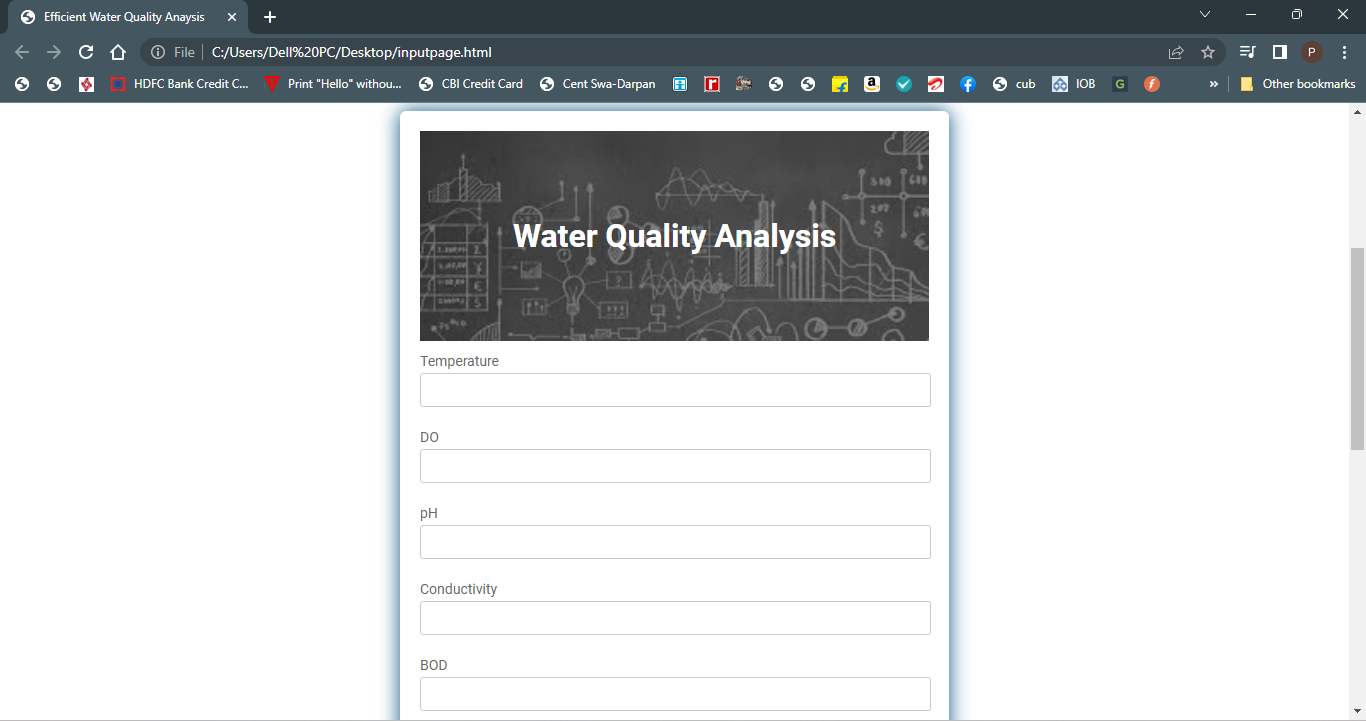 Efficient Water Quality Anaysis
File C:/Users/Dell%20PC/Desktop/inputpage.html
P
HDFC Bank Credit C... Print "Hello" withou... CBI Credit Card Cent Swa-Darpan r a cub IOB G Other bookmarks
Water Quality Analysis
Temperature
DO
pH
Conductivity
BOD